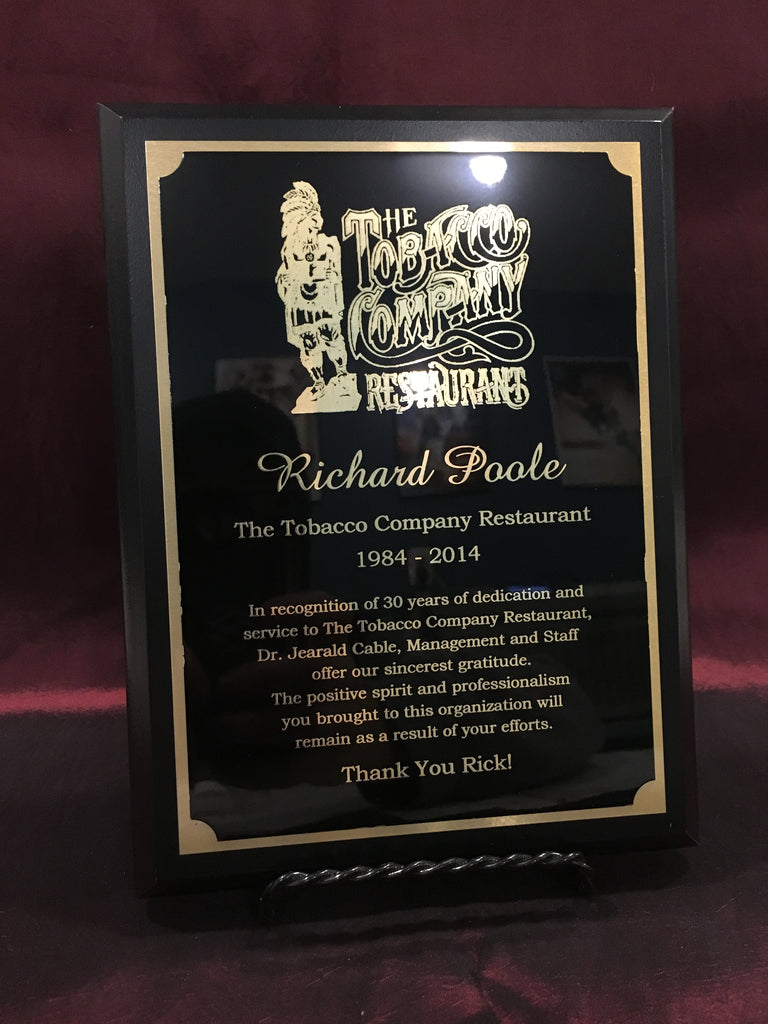 THE
TOBACCO
COMPANY
RESTAURANT
Richard Poole
The Tobacco Company Restaurant
1984 - 2014
In recognition of 30 years of dedication and
service to The Tobacco Company Restaurant,
Dr. Jearald Cable, Management and Staff
offer our sincerest gratitude.
The positive spirit and professionalism
you brought to this organization will
remain as a result of your efforts.
Thank You Rick!